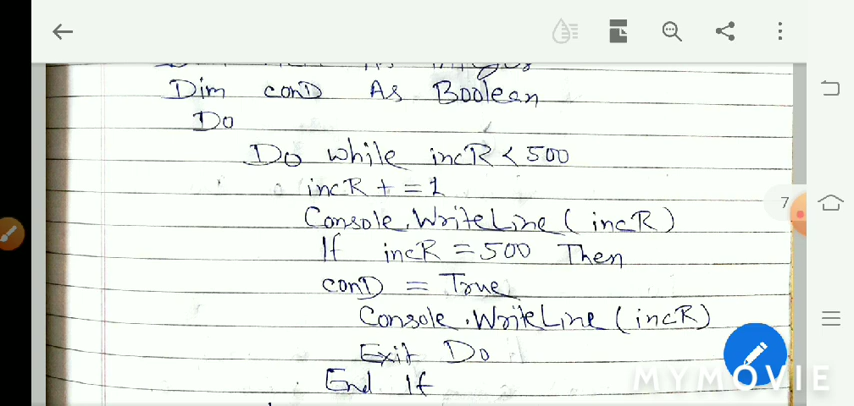 Dim conD As Boolean
Do
Do while incR < 500
incR + = 1
Console.WriteLine (incR)
If incR = 500 Then
conD = True
Console.WriteLine (incR)
Exit Do
End If
7
MYMOVIE